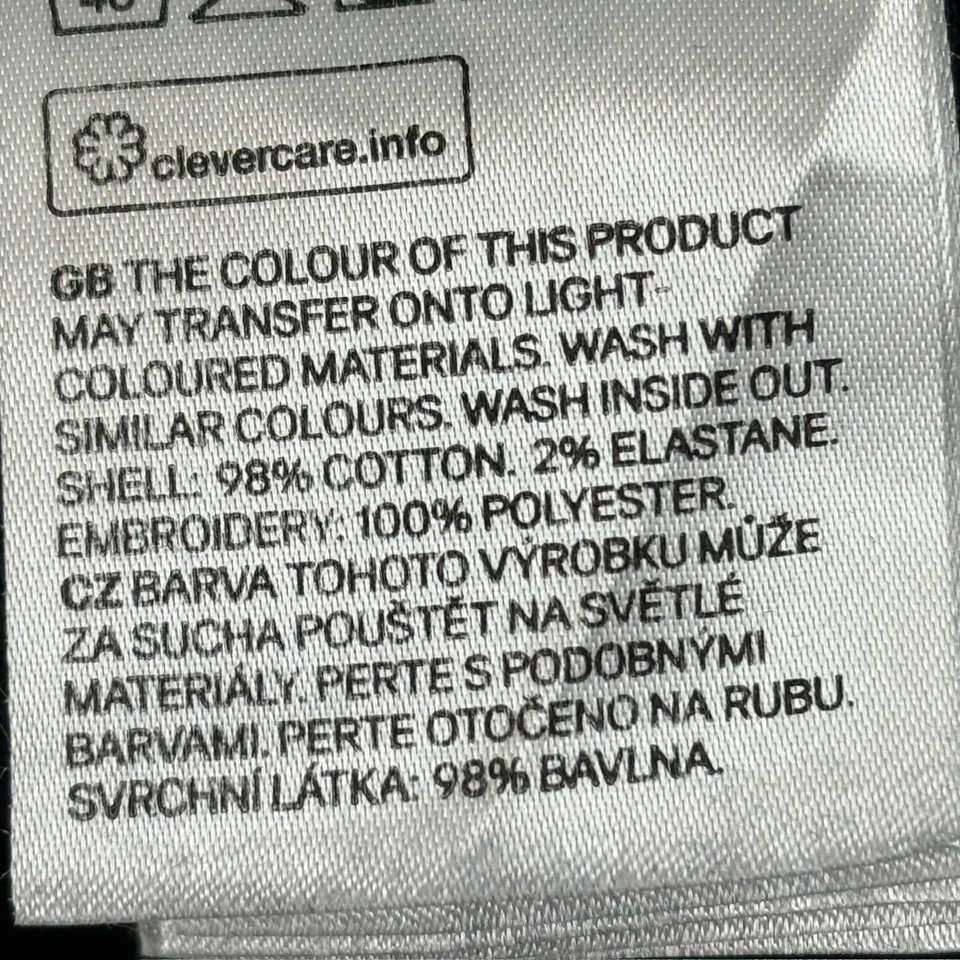 40
clevercare.info
GB THE COLOUR OF THIS PRODUCT
MAY TRANSFER ONTO LIGHT-
COLOURED MATERIALS. WASH WITH
SIMILAR COLOURS. WASH INSIDE OUT.
SHELL: 98% COTTON. 2% ELASTANE.
EMBROIDERY: 100% POLYESTER.
CZ BARVA TOHOTO VÝROBKU MŮŽE
ZA SUCHA POUŠTĚT NA SVĚTLÉ
MATERIÁLY. PERTE S PODOBNÝMI
BARVAMI. PERTE OTOČENO NA RUBU.
SVRCHNÍ LÁTKA: 98% BAVLNA.